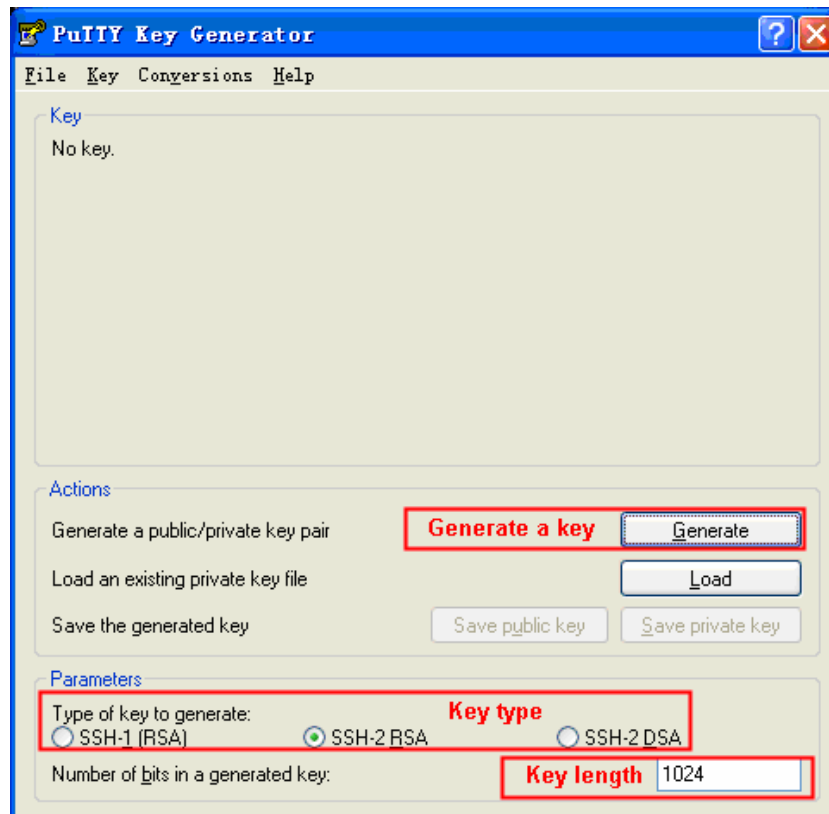 PuTTY Key Generator
File Key Conversions Help
Key
No key.
Actions
Generate a public/private key pair Generate a key Generate
Load an existing private key file Load
Save the generated key Save public key Save private key
Parameters
Type of key to generate: Key type
SSH-1 (RSA) SSH-2 RSA SSH-2 DSA
Number of bits in a generated key: Key length 1024